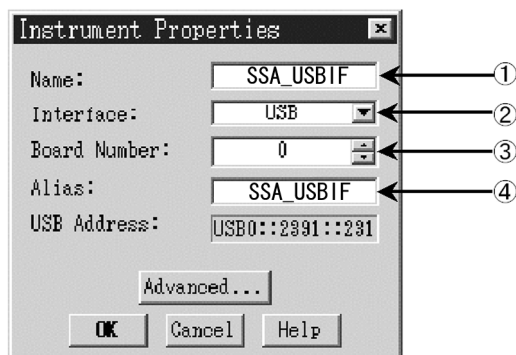 Instrument Properties
Name: SSA_USBIF ①
Interface: USB ②
Board Number: 0 ③
Alias: SSA_USBIF ④
USB Address: USB0::2391::231
Advanced...
OK Cancel Help